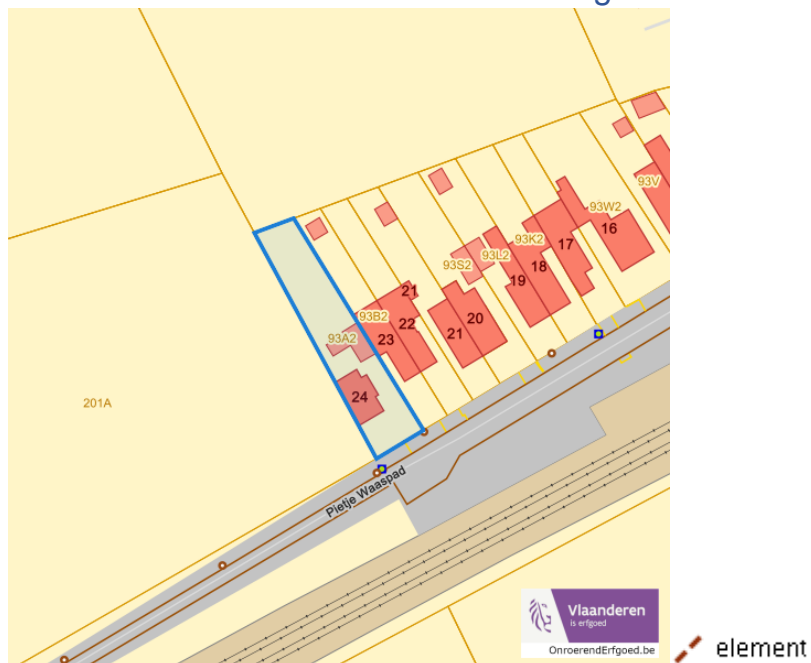 93V
93W2
16
93K2
17
93L2
18
93S2
19
21
93B2
20
22
21
93A2
23
24
201A
Pietje Waaspad
Vlaanderen
is erfgoed
OnroerendErfgoed.be
element